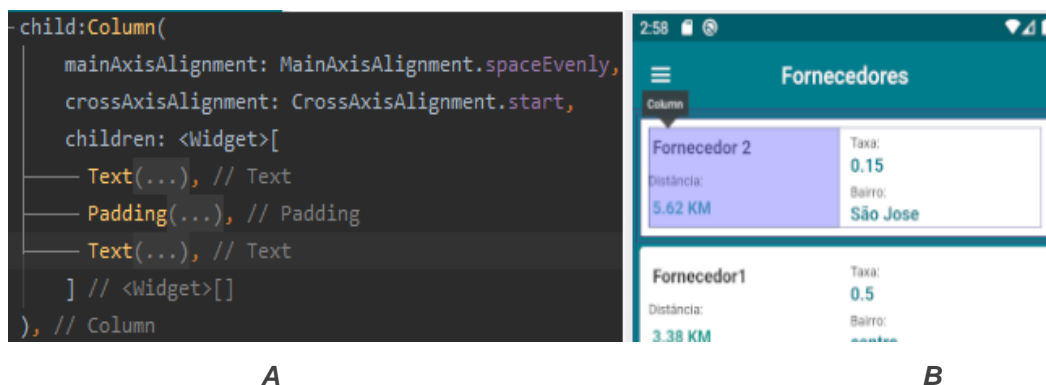 child:Column(
mainAxisAlignment: MainAxisAlignment.spaceEvenly,
crossAxisAlignment: CrossAxisAlignment.start,
children: <Widget>[
Text(...), // Text
Padding(...), // Padding
Text(...), // Text
] // <Widget>[]
), // Column
A
2:58
Fornecedores
Column
Fornecedor 2
Distância:
5.62 KM
Taxa:
0.15
Bairro:
São Jose
Fornecedor1
Distância:
3.38 KM
Taxa:
0.5
Bairro:
B